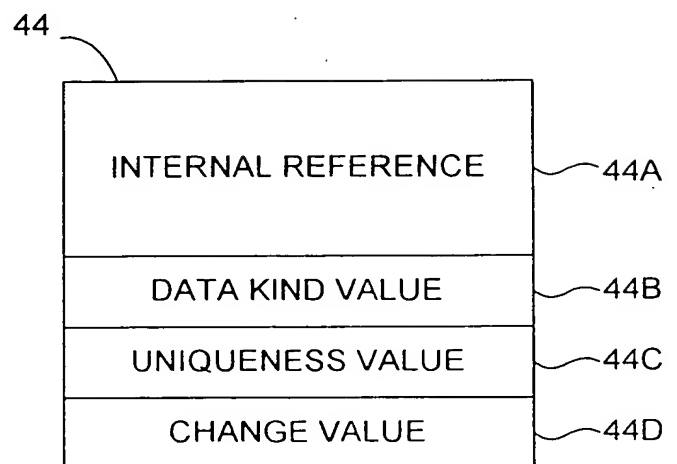 44
INTERNAL REFERENCE 44A
DATA KIND VALUE 44B
UNIQUENESS VALUE 44C
CHANGE VALUE 44D